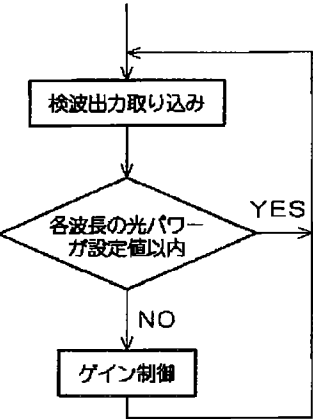 検波出力取り込み
各波長の光パワー
が設定値以内
YES
NO
ゲイン制御